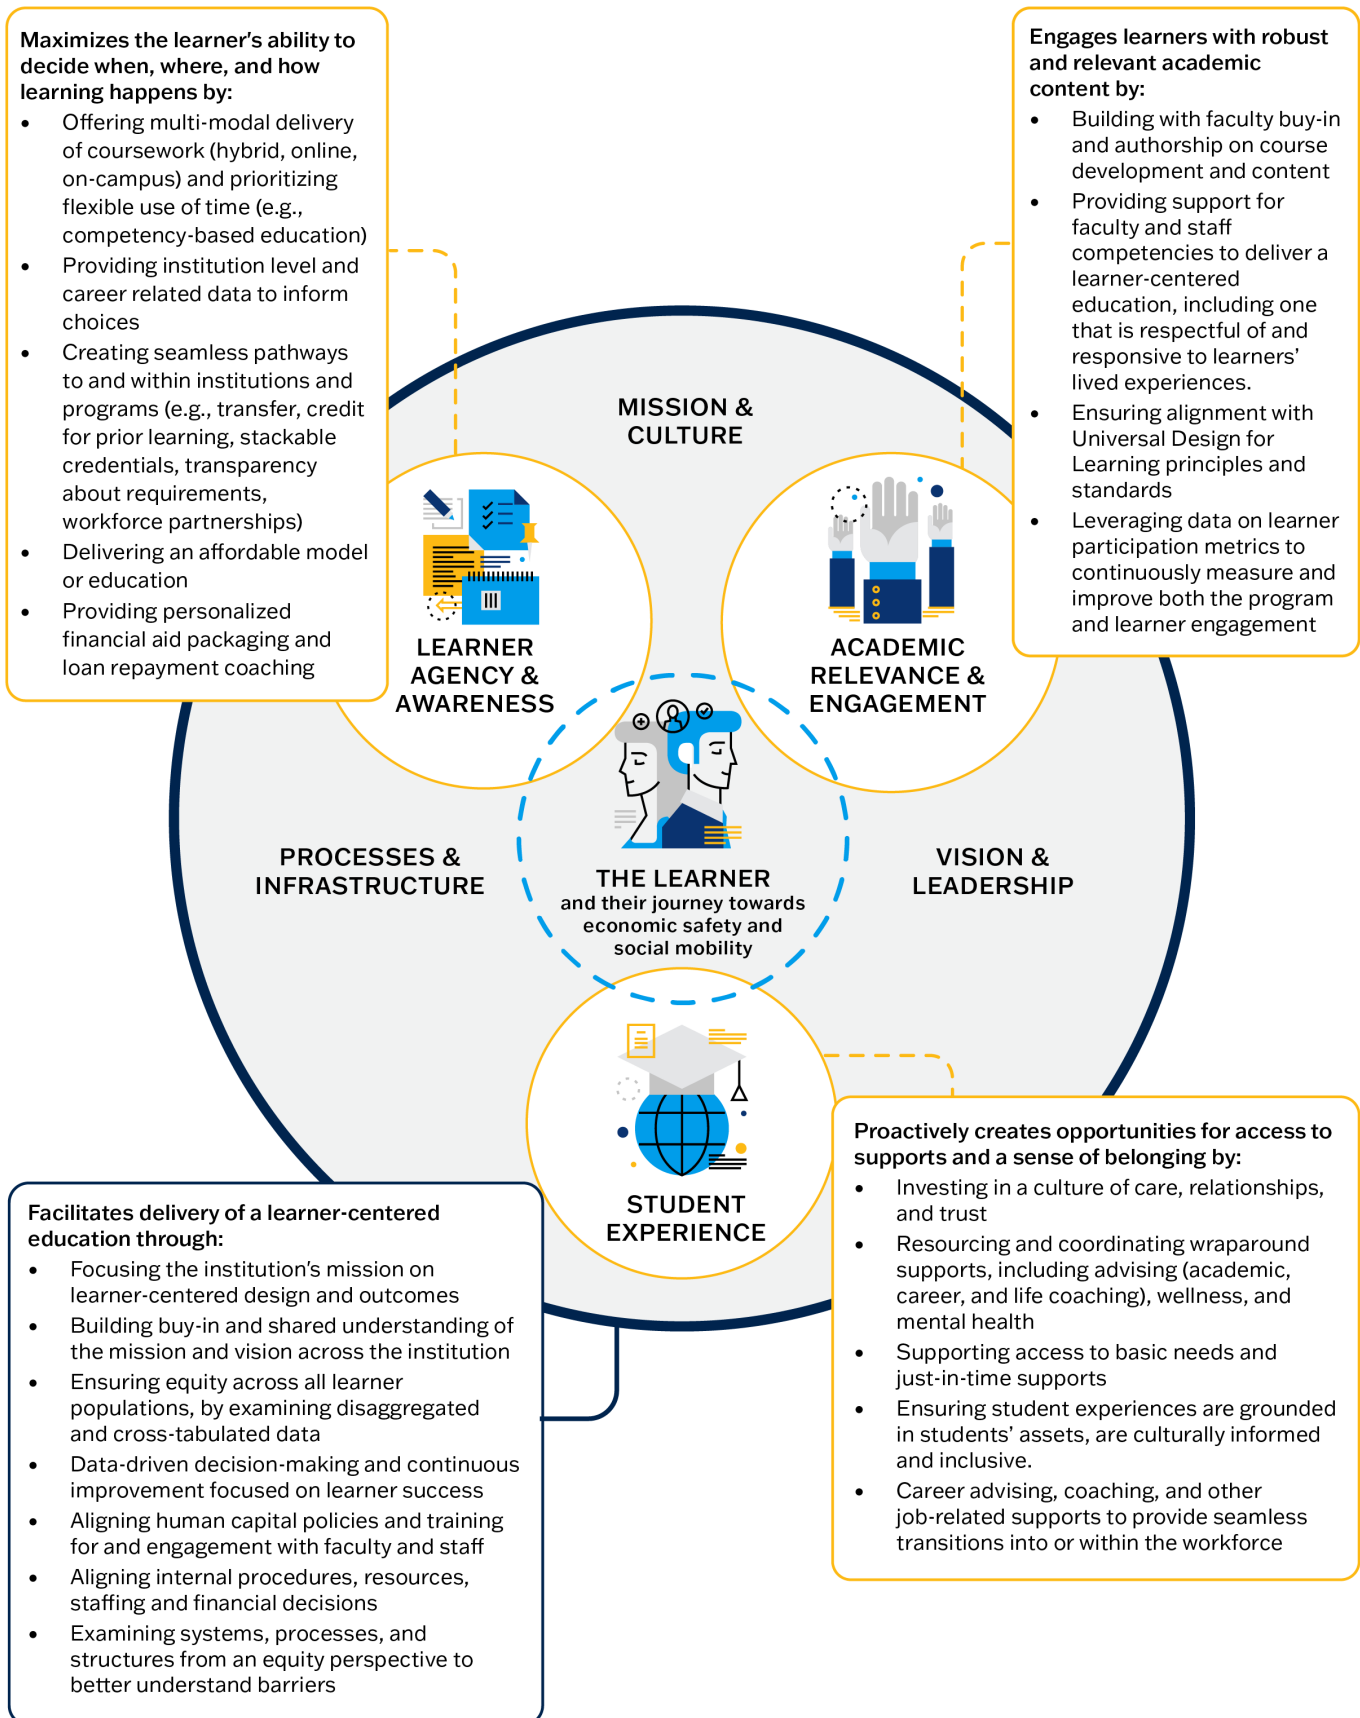 Maximizes the learner's ability to
decide when, where, and how
learning happens by:
• Offering multi-modal delivery
of coursework (hybrid, online,
on-campus) and prioritizing
flexible use of time (e.g.,
competency-based education)
• Providing institution level and
career related data to inform
choices
• Creating seamless pathways
to and within institutions and
programs (e.g., transfer, credit
for prior learning, stackable
credentials, transparency
about requirements,
workforce partnerships)
• Delivering an affordable model
or education
• Providing personalized
financial aid packaging and
loan repayment coaching
Engages learners with robust
and relevant academic
content by:
• Building with faculty buy-in
and authorship on course
development and content
• Providing support for
faculty and staff
competencies to deliver a
learner-centered
education, including one
that is respectful of and
responsive to learners'
lived experiences.
• Ensuring alignment with
Universal Design for
Learning principles and
standards
• Leveraging data on learner
participation metrics to
continuously measure and
improve both the program
and learner engagement
MISSION &
CULTURE
LEARNER
AGENCY &
AWARENESS
ACADEMIC
RELEVANCE &
ENGAGEMENT
PROCESSES &
INFRASTRUCTURE
THE LEARNER
and their journey towards
economic safety and
social mobility
VISION &
LEADERSHIP
STUDENT
EXPERIENCE
Proactively creates opportunities for access to
supports and a sense of belonging by:
• Investing in a culture of care, relationships,
and trust
• Resourcing and coordinating wraparound
supports, including advising (academic,
career, and life coaching), wellness, and
mental health
• Supporting access to basic needs and
just-in-time supports
• Ensuring student experiences are grounded
in students' assets, are culturally informed
and inclusive.
• Career advising, coaching, and other
job-related supports to provide seamless
transitions into or within the workforce
Facilitates delivery of a learner-centered
education through:
• Focusing the institution's mission on
learner-centered design and outcomes
• Building buy-in and shared understanding of
the mission and vision across the institution
• Ensuring equity across all learner
populations, by examining disaggregated
and cross-tabulated data
• Data-driven decision-making and continuous
improvement focused on learner success
• Aligning human capital policies and training
for and engagement with faculty and staff
• Aligning internal procedures, resources,
staffing and financial decisions
• Examining systems, processes, and
structures from an equity perspective to
better understand barriers